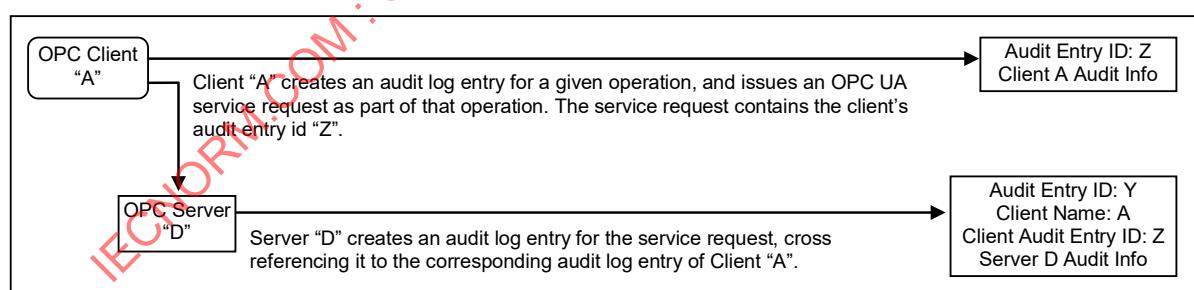 OPC Client
“A”
Audit Entry ID: Z
Client A Audit Info
Client “A” creates an audit log entry for a given operation, and issues an OPC UA
service request as part of that operation. The service request contains the client’s
audit entry id “Z”.
OPC Server
“D”
Audit Entry ID: Y
Client Name: A
Client Audit Entry ID: Z
Server D Audit Info
Server “D” creates an audit log entry for the service request, cross
referencing it to the corresponding audit log entry of Client “A”.
IECNORM.COM :